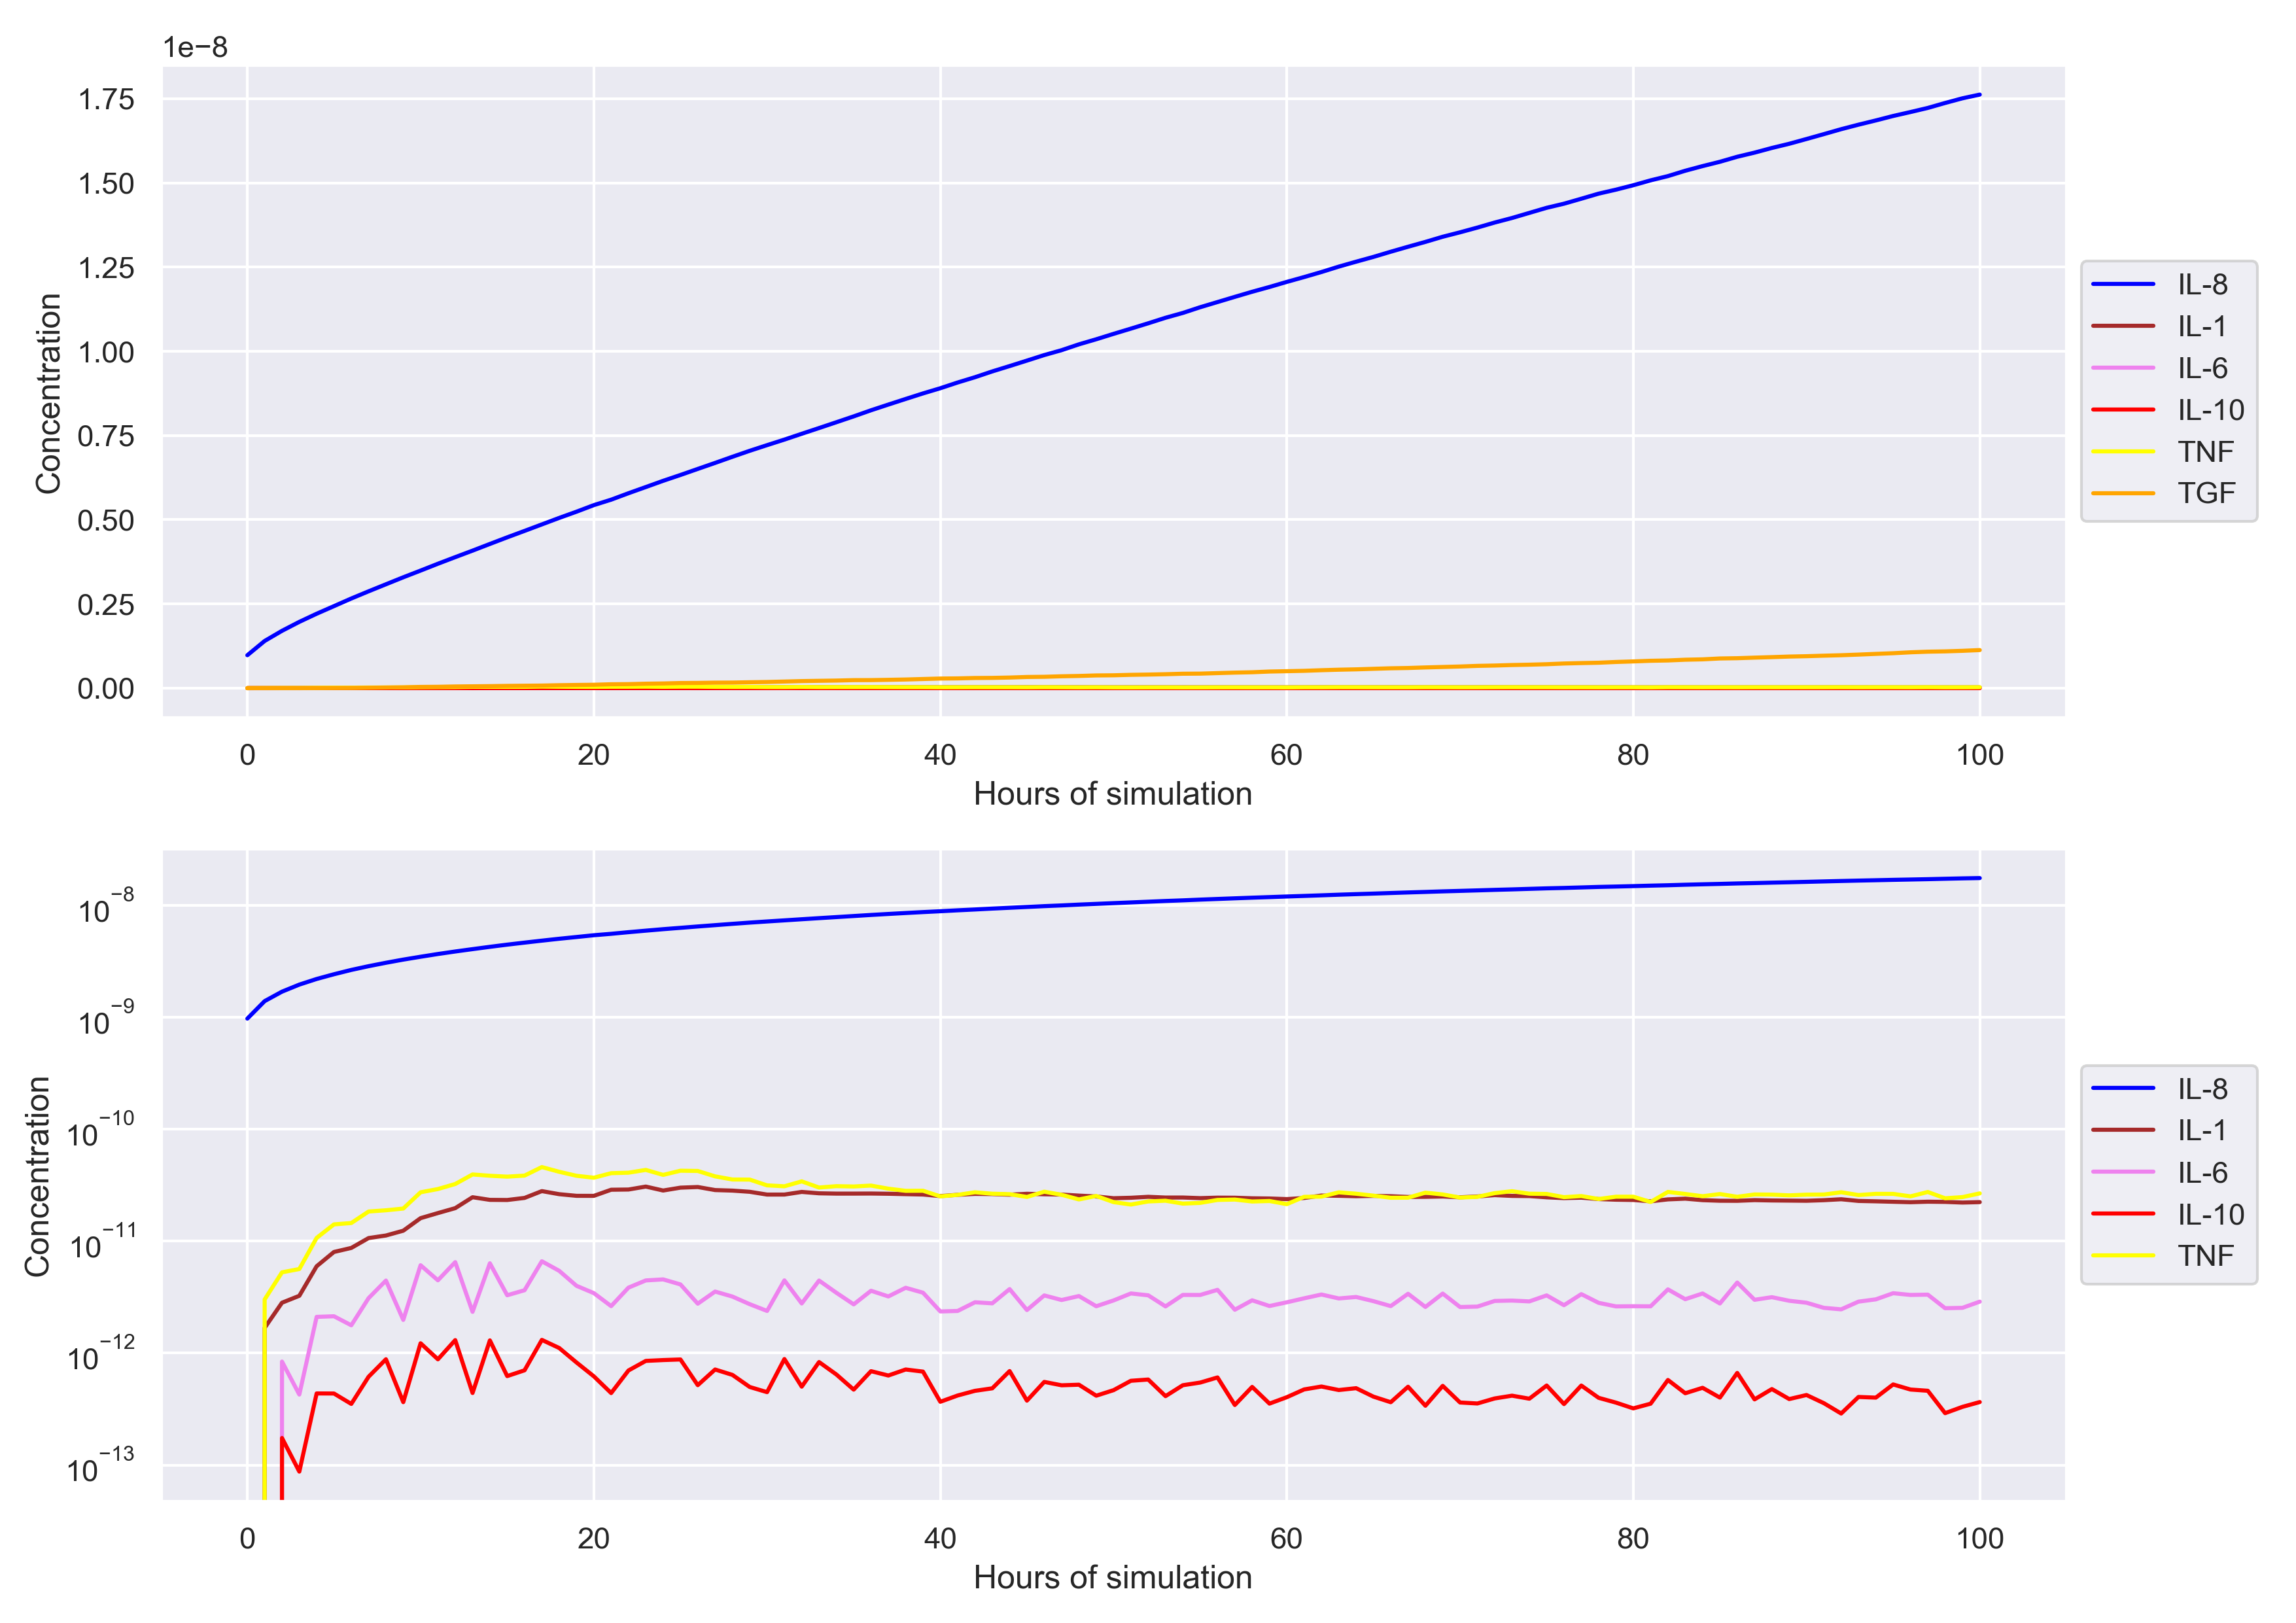 1e−8
1.75
1.50
1.25
1.00
0.75
0.50
0.25
0.00
Concentration
0 20 40 60 80 100
Hours of simulation
IL-8
IL-1
IL-6
IL-10
TNF
TGF
10⁻⁸
10⁻⁹
10⁻¹⁰
10⁻¹¹
10⁻¹²
10⁻¹³
Concentration
0 20 40 60 80 100
Hours of simulation
IL-8
IL-1
IL-6
IL-10
TNF